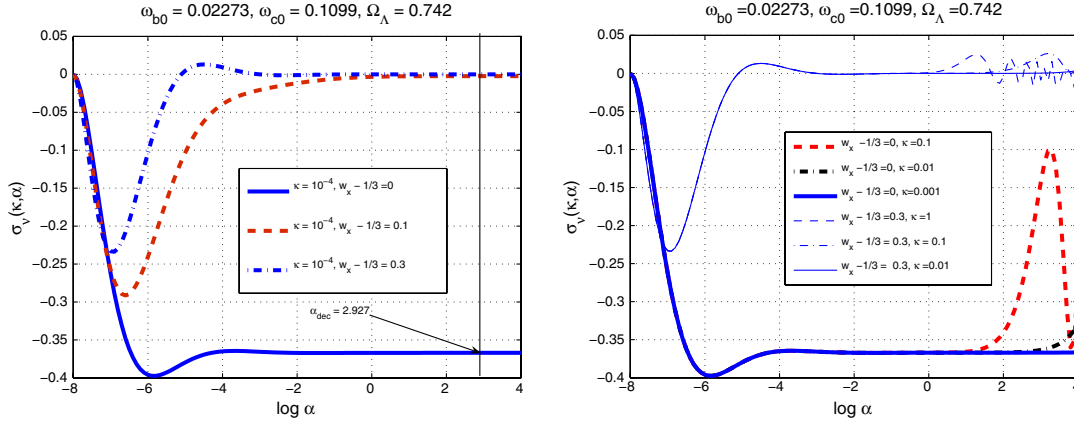 ω_b0 = 0.02273, ω_c0 = 0.1099, Ω_Λ = 0.742
0.05
0
−0.05
−0.1
−0.15
−0.2
−0.25
−0.3
−0.35
−0.4
σ_ν(κ,α)
κ = 10^−4, w_x − 1/3 =0
κ = 10^−4, w_x − 1/3 = 0.1
κ = 10^−4, w_x − 1/3 = 0.3
α_dec = 2.927
−8 −6 −4 −2 0 2 4
log α
ω_b0 =0.02273, ω_c0 =0.1099, Ω_Λ =0.742
0.05
0
−0.05
−0.1
−0.15
−0.2
−0.25
−0.3
−0.35
−0.4
σ_ν(κ,α)
w_x −1/3=0, κ=0.1
w_x −1/3=0, κ=0.01
w_x −1/3=0, κ=0.001
w_x −1/3=0.3, κ=1
w_x − 1/3= 0.3, κ=0.1
w_x −1/3= 0.3, κ=0.01
−8 −6 −4 −2 0 2 4
log α